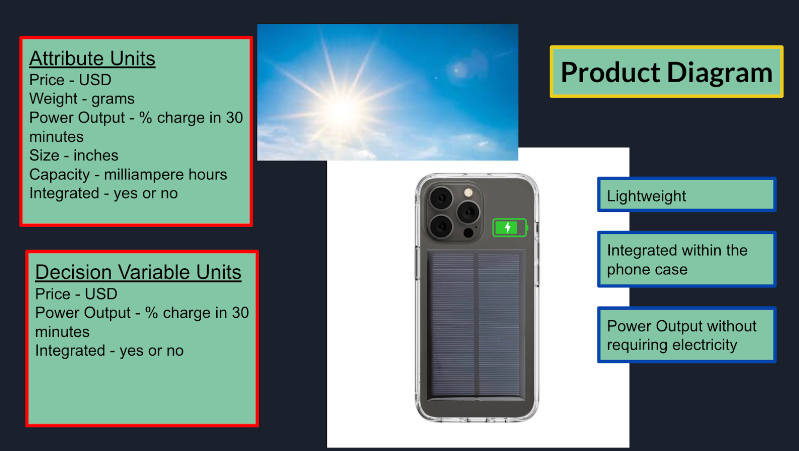 Attribute Units
Price - USD
Weight - grams
Power Output - % charge in 30
minutes
Size - inches
Capacity - milliampere hours
Integrated - yes or no
Decision Variable Units
Price - USD
Power Output - % charge in 30
minutes
Integrated - yes or no
Product Diagram
Lightweight
Integrated within the
phone case
Power Output without
requiring electricity